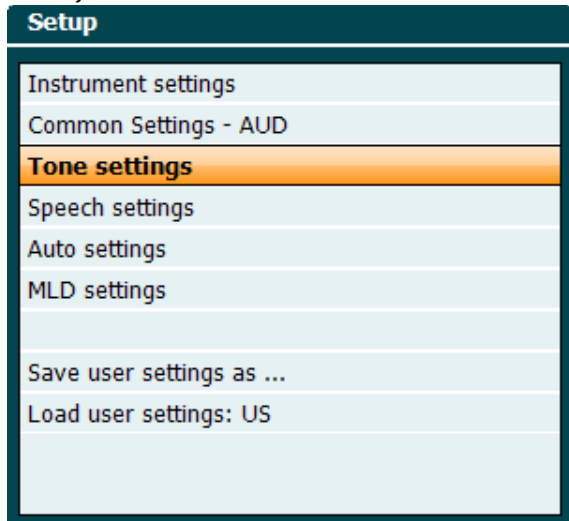 Setup
Instrument settings
Common Settings - AUD
Tone settings
Speech settings
Auto settings
MLD settings
Save user settings as ...
Load user settings: US